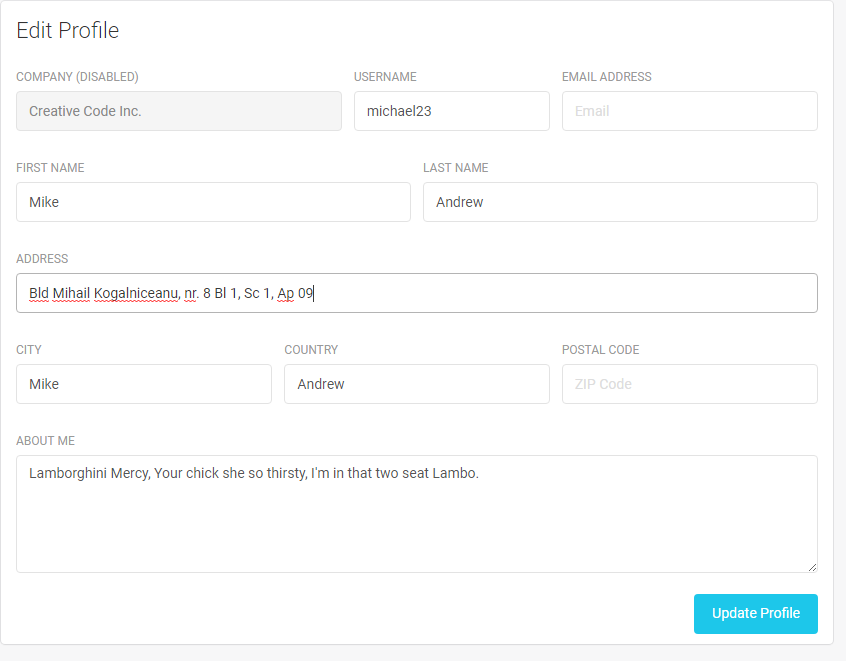 Edit Profile
COMPANY (DISABLED) USERNAME EMAIL ADDRESS
Creative Code Inc. michael23 Email
FIRST NAME LAST NAME
Mike Andrew
ADDRESS
Bld Mihail Kogalniceanu, nr. 8 Bl 1, Sc 1, Ap 09
CITY COUNTRY POSTAL CODE
Mike Andrew ZIP Code
ABOUT ME
Lamborghini Mercy, Your chick she so thirsty, I'm in that two seat Lambo.
Update Profile